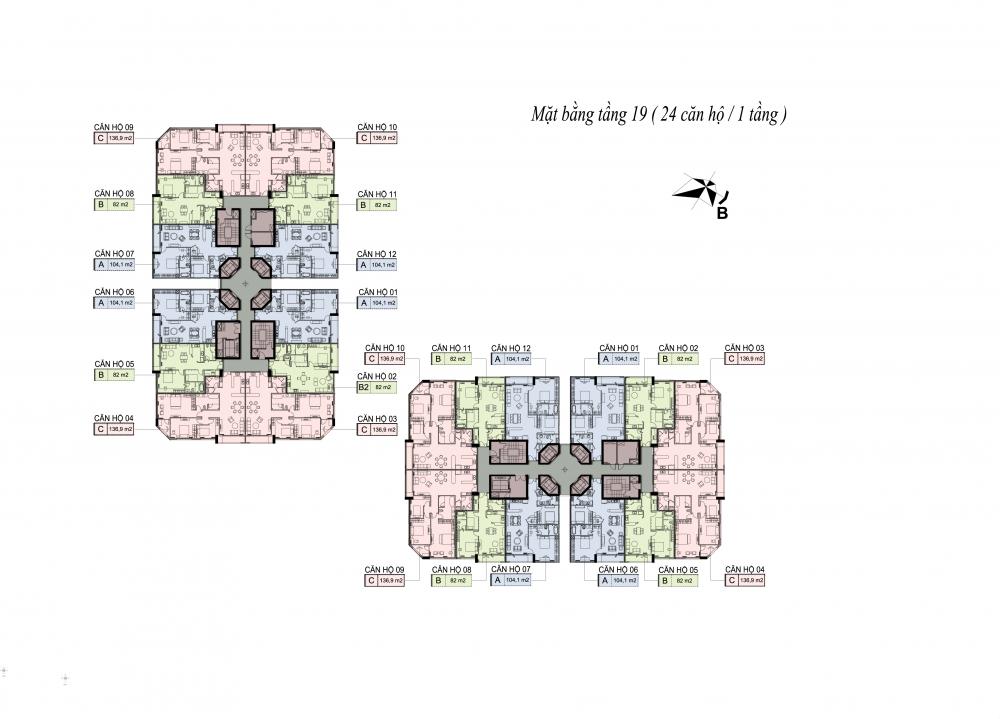 Mặt bằng tầng 19 ( 24 căn hộ / 1 tầng )
B
CĂN HỘ 09
C 136,9 m2
CĂN HỘ 10
C 136,9 m2
CĂN HỘ 08
B 82 m2
CĂN HỘ 11
B 82 m2
CĂN HỘ 07
A 104,1 m2
CĂN HỘ 12
A 104,1 m2
CĂN HỘ 06
A 104,1 m2
CĂN HỘ 01
A 104,1 m2
CĂN HỘ 05
B 82 m2
CĂN HỘ 02
B2 82 m2
CĂN HỘ 04
C 136,9 m2
CĂN HỘ 03
C 136,9 m2
CĂN HỘ 10
C 136,9 m2
CĂN HỘ 11
B 82 m2
CĂN HỘ 12
A 104,1 m2
CĂN HỘ 01
A 104,1 m2
CĂN HỘ 02
B 82 m2
CĂN HỘ 03
C 136,9 m2
CĂN HỘ 09
C 136,9 m2
CĂN HỘ 08
B 82 m2
CĂN HỘ 07
A 104,1 m2
CĂN HỘ 06
A 104,1 m2
CĂN HỘ 05
B 82 m2
CĂN HỘ 04
C 136,9 m2